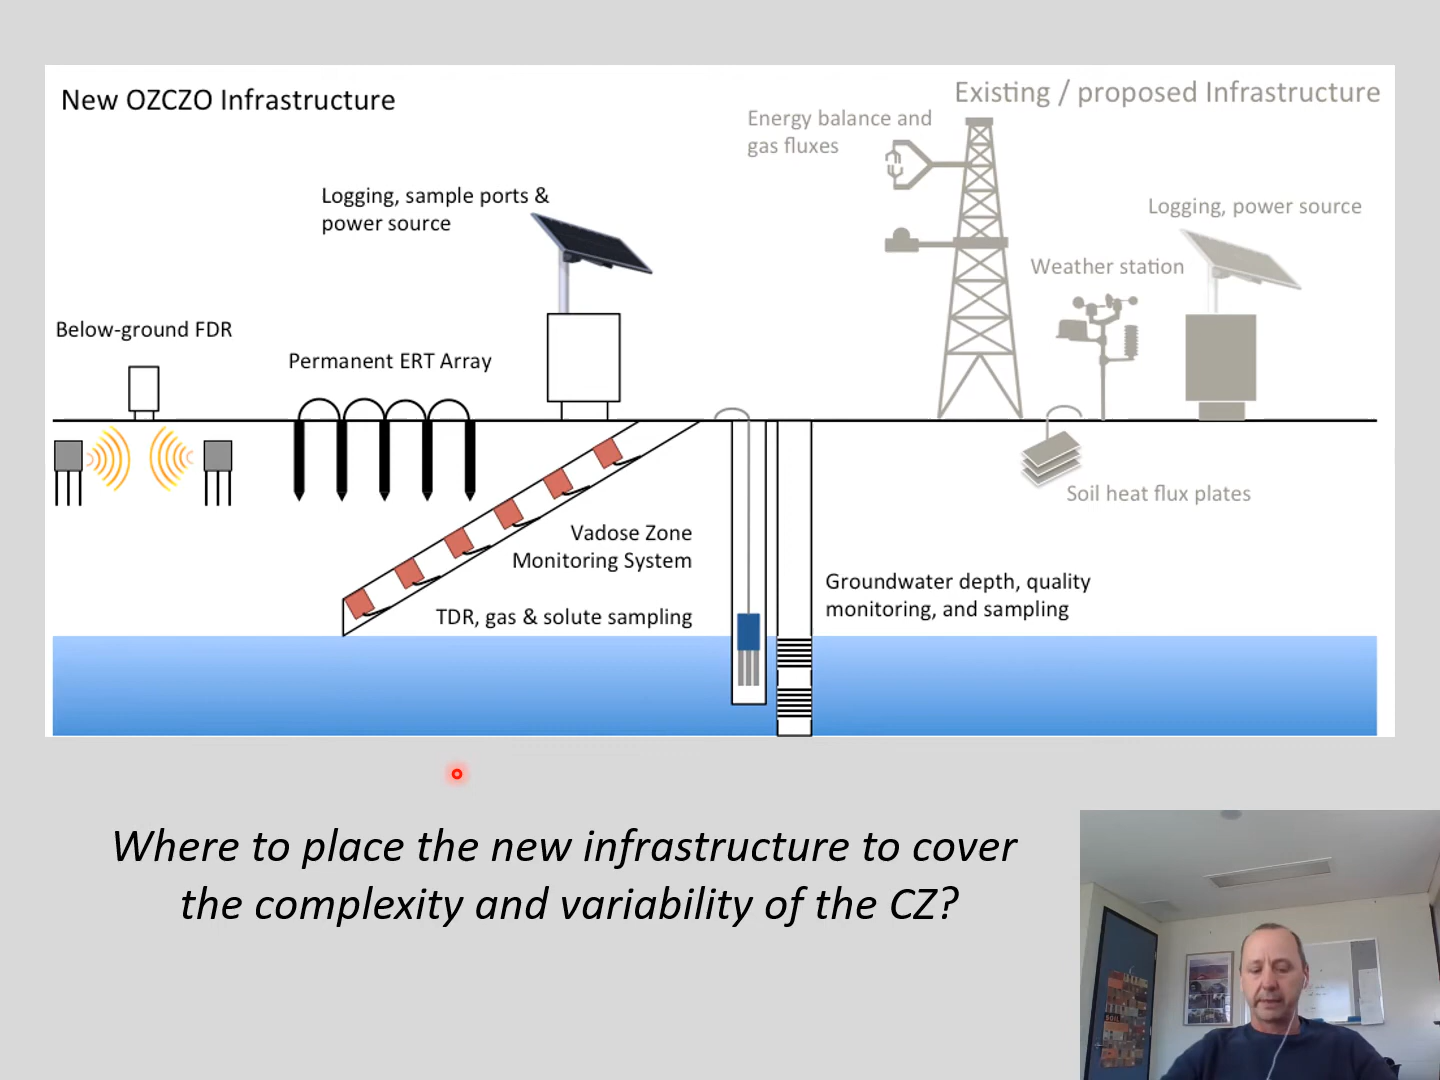 New OZCZO Infrastructure
Existing / proposed Infrastructure
Energy balance and
gas fluxes
Logging, sample ports &
power source
Logging, power source
Weather station
Below-ground FDR
Permanent ERT Array
Soil heat flux plates
Vadose Zone
Monitoring System
TDR, gas & solute sampling
Groundwater depth, quality
monitoring, and sampling
Where to place the new infrastructure to cover
the complexity and variability of the CZ?
SOIL